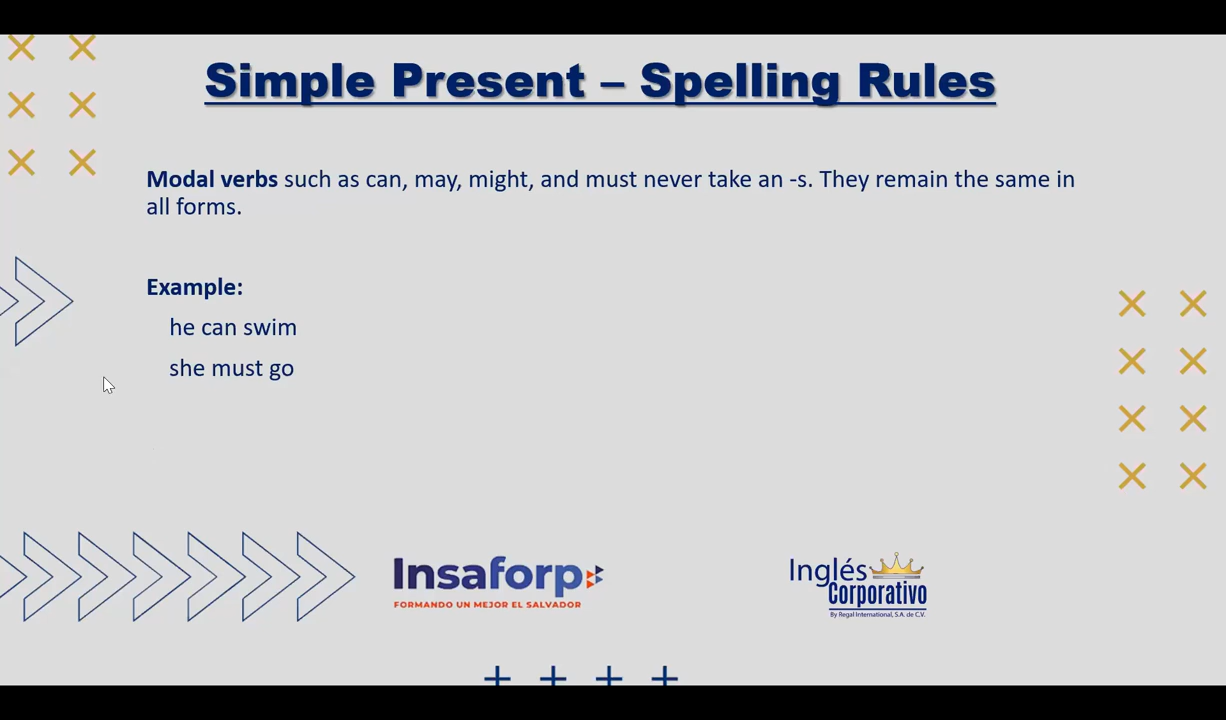 Simple Present – Spelling Rules
Modal verbs such as can, may, might, and must never take an -s. They remain the same in
all forms.
Example:
he can swim
she must go
Insaforp
FORMANDO UN MEJOR EL SALVADOR
Inglés
Corporativo
By Regal International, S.A. de C.V.